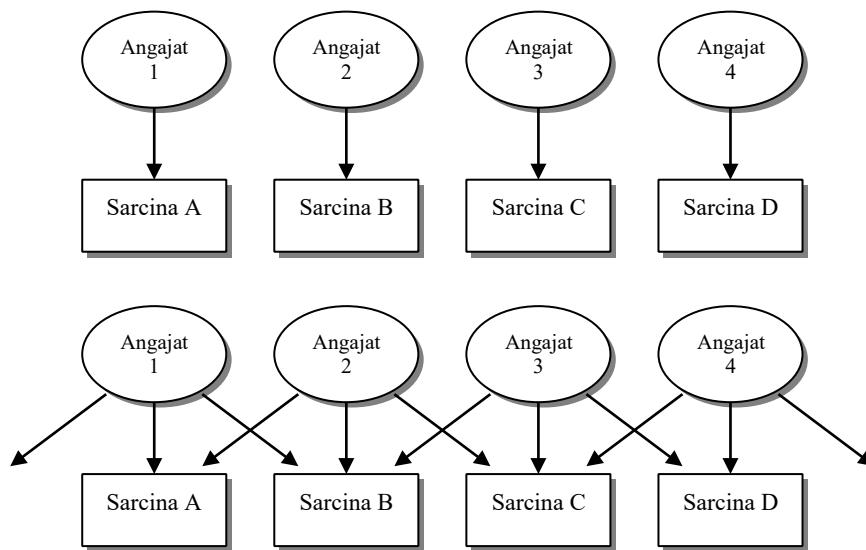 Angajat
1
Angajat
2
Angajat
3
Angajat
4
Sarcina A
Sarcina B
Sarcina C
Sarcina D
Angajat
1
Angajat
2
Angajat
3
Angajat
4
Sarcina A
Sarcina B
Sarcina C
Sarcina D